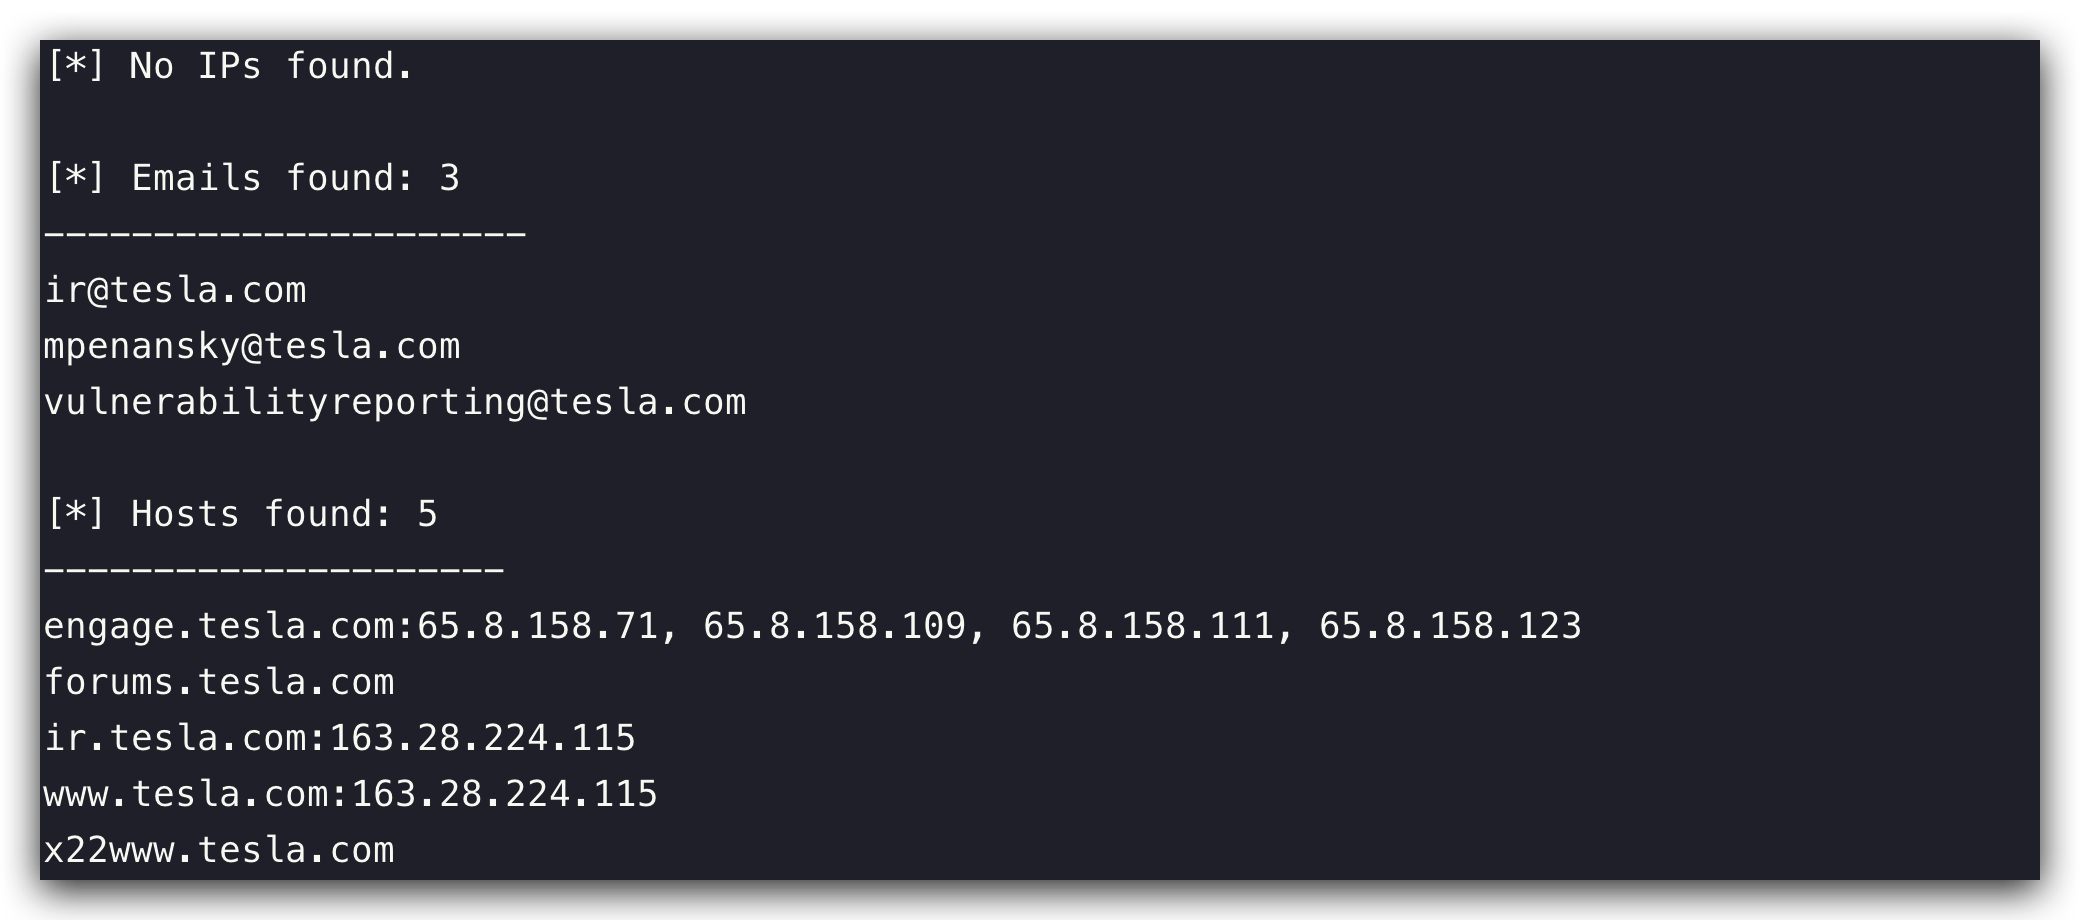 [*] No IPs found.
[*] Emails found: 3
----------------------
ir@tesla.com
mpenansky@tesla.com
vulnerabilityreporting@tesla.com
[*] Hosts found: 5
---------------------
engage.tesla.com:65.8.158.71, 65.8.158.109, 65.8.158.111, 65.8.158.123
forums.tesla.com
ir.tesla.com:163.28.224.115
www.tesla.com:163.28.224.115
x22www.tesla.com